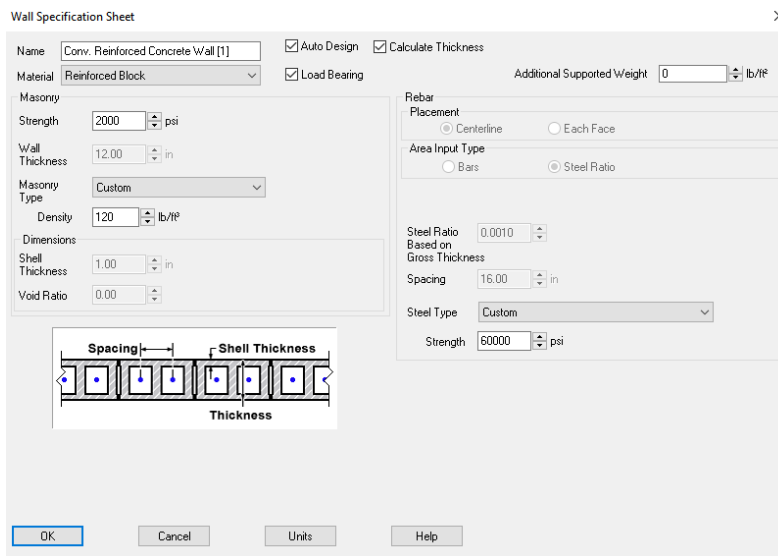 Wall Specification Sheet
Name Conv. Reinforced Concrete Wall [1] Auto Design Calculate Thickness
Material Reinforced Block Load Bearing Additional Supported Weight 0 lb/ft²
Masonry
Strength 2000 psi
Wall
Thickness 12.00 in
Masonry
Type Custom
Density 120 lb/ft³
Dimensions
Shell
Thickness 1.00 in
Void Ratio 0.00
Spacing Shell Thickness
Thickness
Rebar
Placement
Centerline Each Face
Area Input Type
Bars Steel Ratio
Steel Ratio 0.0010
Based on
Gross Thickness
Spacing 16.00 in
Steel Type Custom
Strength 60000 psi
OK Cancel Units Help